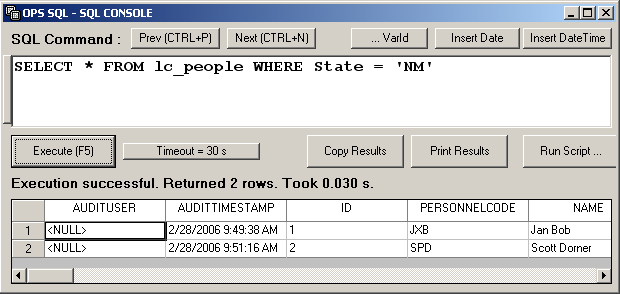 OPS SQL - SQL CONSOLE
SQL Command : Prev (CTRL+P) Next (CTRL+N) ... VarId Insert Date Insert DateTime
SELECT * FROM lc_people WHERE State = 'NM'
Execute (F5) Timeout = 30 s Copy Results Print Results Run Script ...
Execution successful. Returned 2 rows. Took 0.030 s.
AUDITUSER AUDITTIMESTAMP ID PERSONNELCODE NAME
1 <NULL> 2/28/2006 9:49:38 AM 1 JXB Jan Bob
2 <NULL> 2/28/2006 9:51:16 AM 2 SPD Scott Dorner